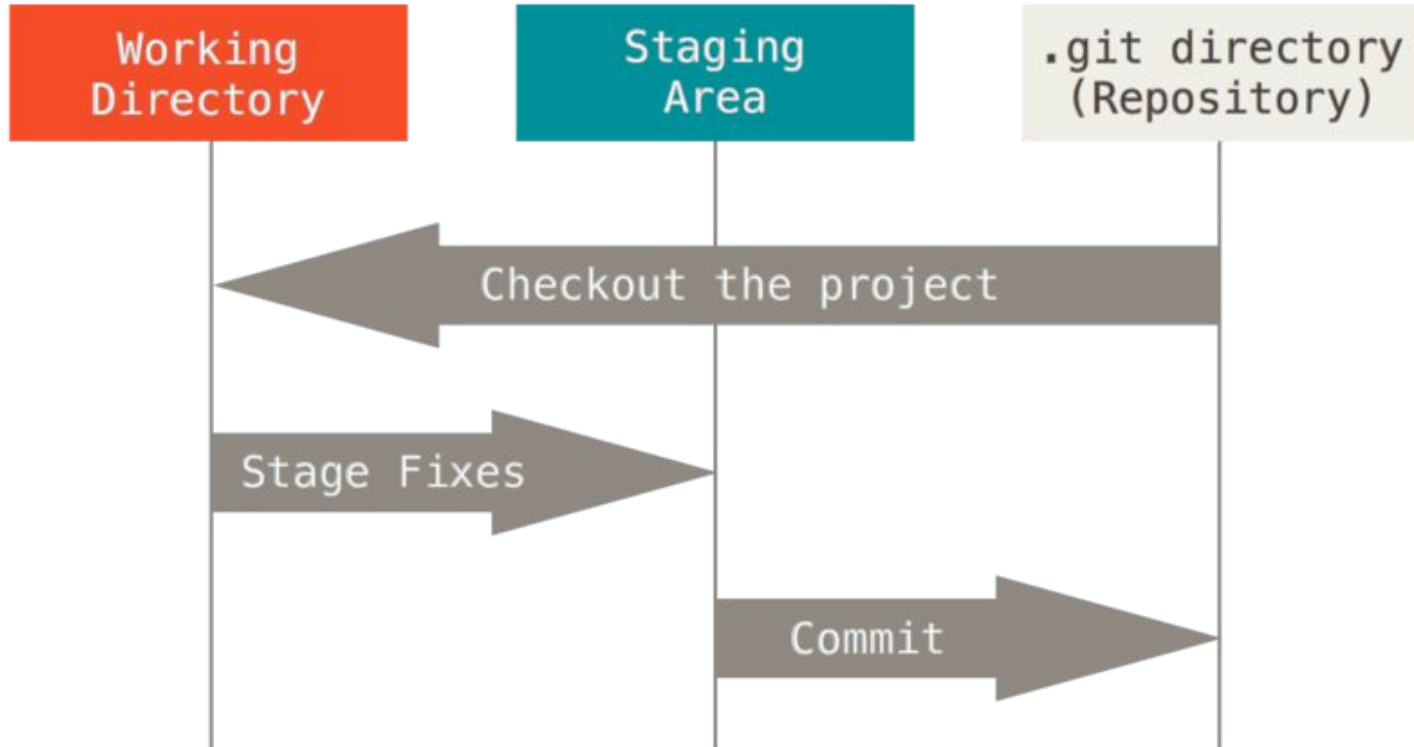 Working
Directory
Staging
Area
.git directory
(Repository)
Checkout the project
Stage Fixes
Commit